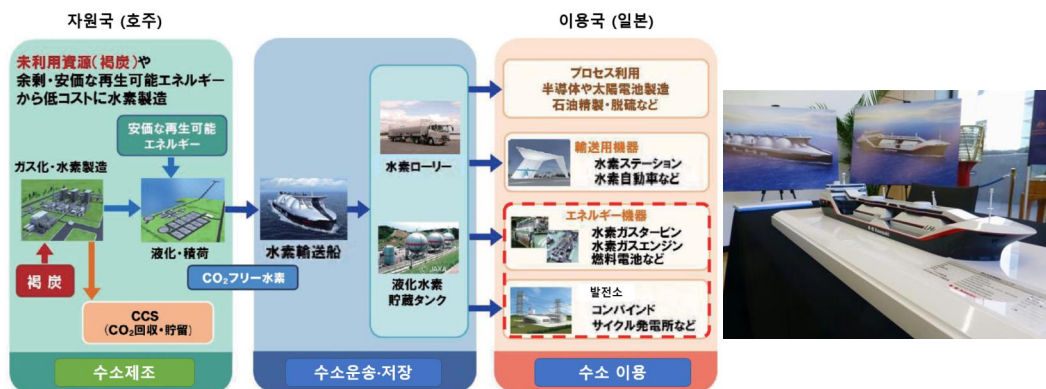 자원국 (호주)
이용국 (일본)
未利用資源(褐炭)や
余剰・安価な再生可能エネルギー
から低コストに水素製造
安価な再生可能
エネルギー
ガス化・水素製造
液化・積荷
褐炭
CCS
(CO₂回収・貯留)
수소제조
CO₂フリー水素
水素輸送船
水素ローリー
© JAXA
液化水素
貯蔵タンク
수소운송·저장
プロセス利用
半導体や太陽電池製造
石油精製・脱硫など
輸送用機器
水素ステーション
水素自動車など
エネルギー機器
水素ガスタービン
水素ガスエンジン
燃料電池など
발전소
コンバインド
サイクル発電所など
수소 이용
Kawasaki